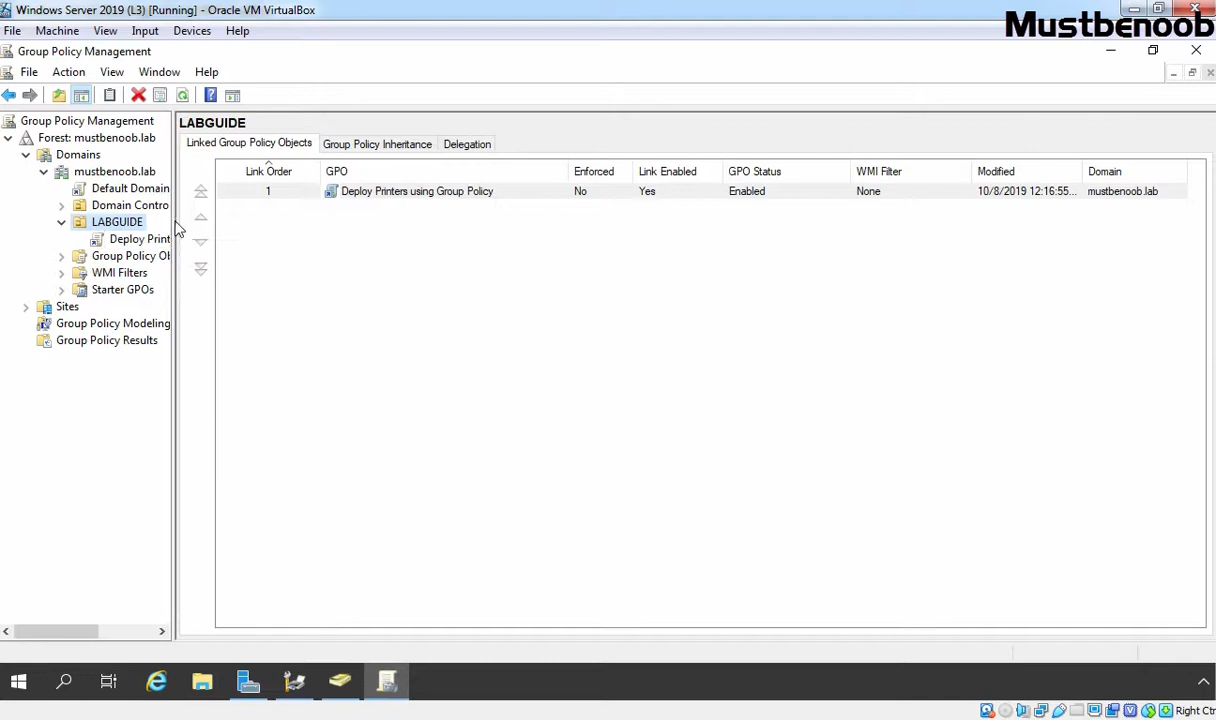 Windows Server 2019 (L3) [Running] - Oracle VM VirtualBox
Mustbenoob
File Machine View Input Devices Help
Group Policy Management
File Action View Window Help
Group Policy Management
Forest: mustbenoob.lab
Domains
mustbenoob.lab
Default Domain
Domain Contro
LABGUIDE
Deploy Print
Group Policy Ob
WMI Filters
Starter GPOs
Sites
Group Policy Modeling
Group Policy Results
LABGUIDE
Linked Group Policy Objects Group Policy Inheritance Delegation
Link Order GPO Enforced Link Enabled GPO Status WMI Filter Modified Domain
1 Deploy Printers using Group Policy No Yes Enabled None 10/8/2019 12:16:55... mustbenoob.lab
Right Ctr